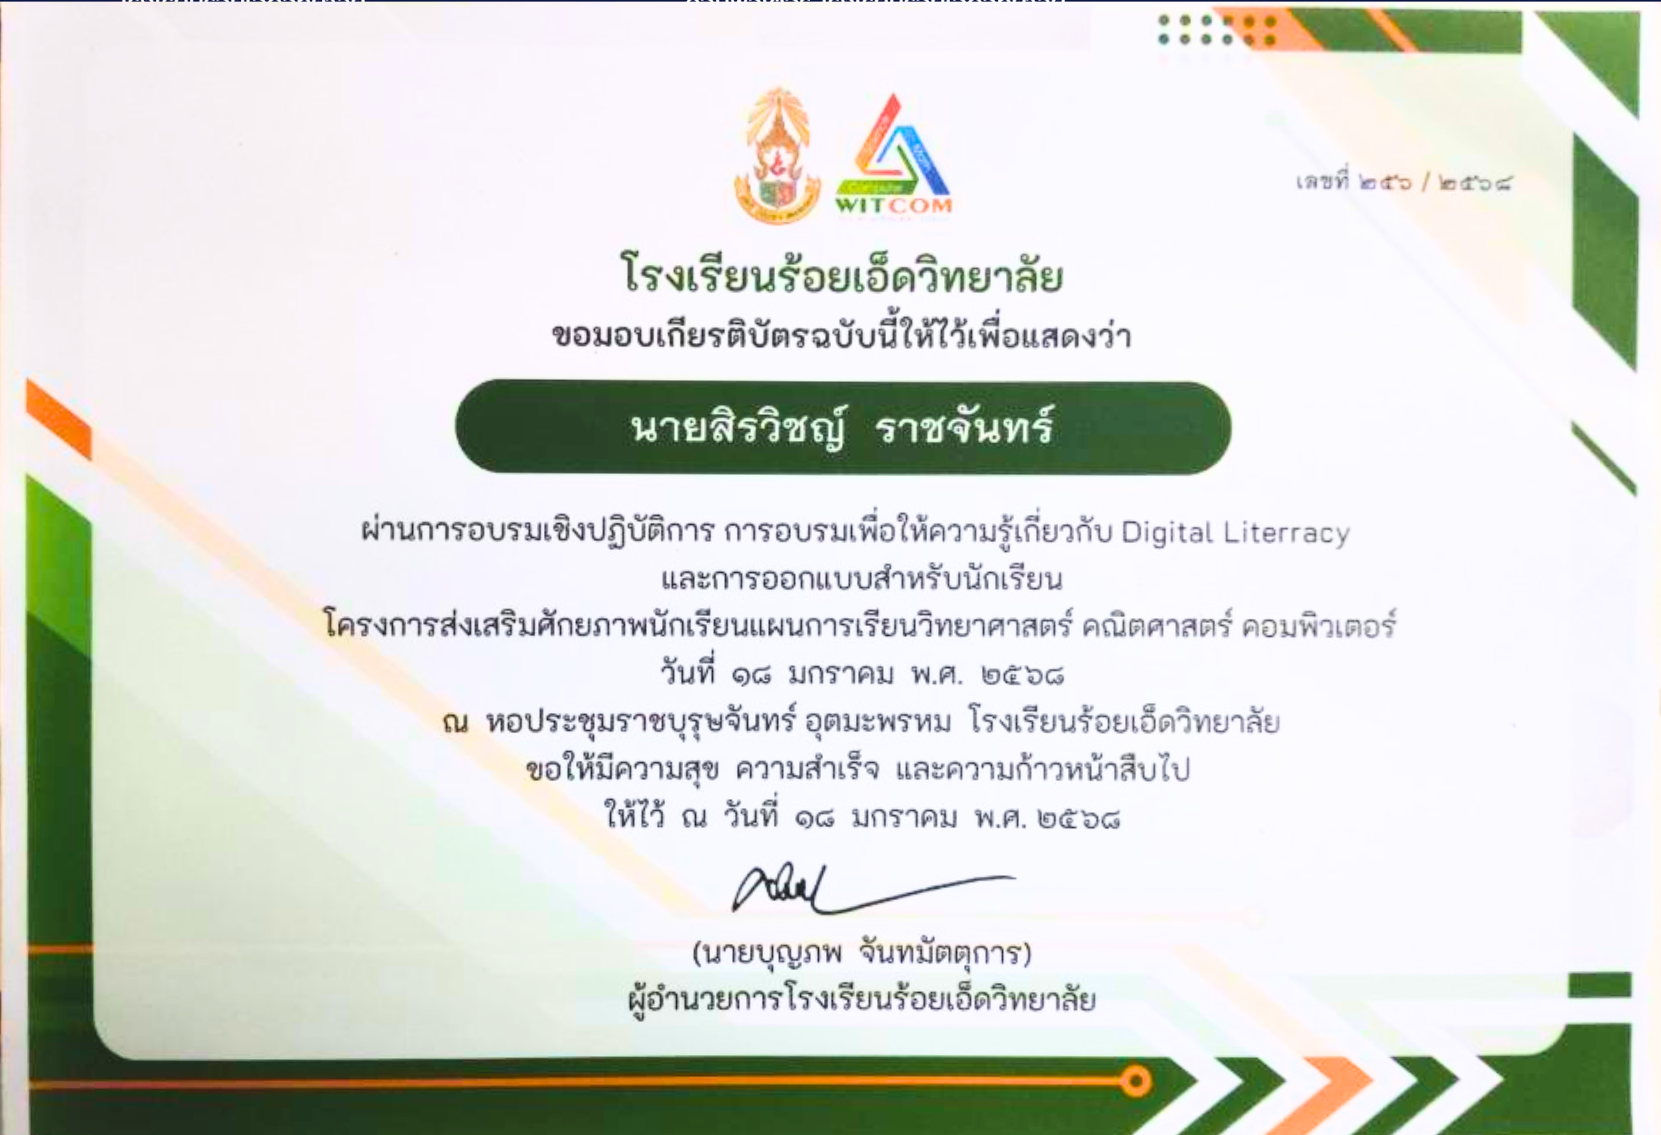 WITCOM
เลขที่ ๒๕๖ / ๒๕๖๘
โรงเรียนร้อยเอ็ดวิทยาลัย
ขอมอบเกียรติบัตรฉบับนี้ให้ไว้เพื่อแสดงว่า
นายสิรวิชญ์ ราชจันทร์
ผ่านการอบรมเชิงปฏิบัติการ การอบรมเพื่อให้ความรู้เกี่ยวกับ Digital Literracy
และการออกแบบสำหรับนักเรียน
โครงการส่งเสริมศักยภาพนักเรียนแผนการเรียนวิทยาศาสตร์ คณิตศาสตร์ คอมพิวเตอร์
วันที่ ๑๘ มกราคม พ.ศ. ๒๕๖๘
ณ หอประชุมราชบุรุษจันทร์ อุตมะพรหม โรงเรียนร้อยเอ็ดวิทยาลัย
ขอให้มีความสุข ความสำเร็จ และความก้าวหน้าสืบไป
ให้ไว้ ณ วันที่ ๑๘ มกราคม พ.ศ. ๒๕๖๘
(นายบุญภพ จันทมัตตุการ)
ผู้อำนวยการโรงเรียนร้อยเอ็ดวิทยาลัย